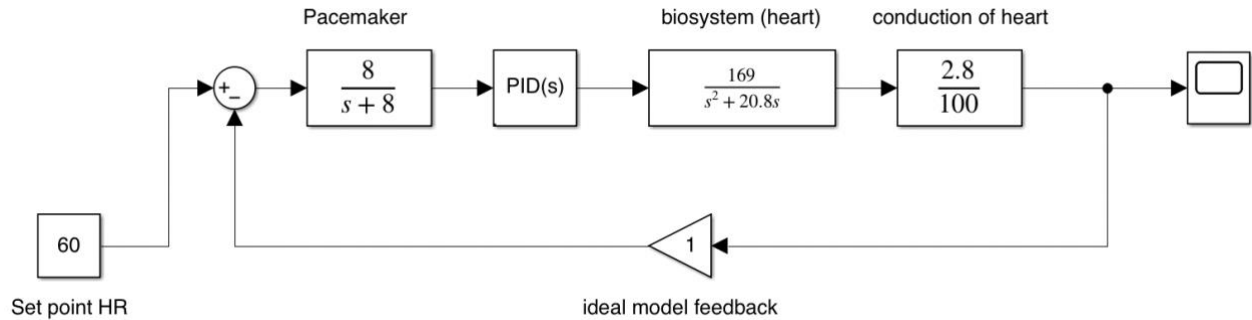 Pacemaker
biosystem (heart)
conduction of heart
+
−
8
s + 8
PID(s)
169
s² + 20.8s
2.8
100
60
1
Set point HR
ideal model feedback